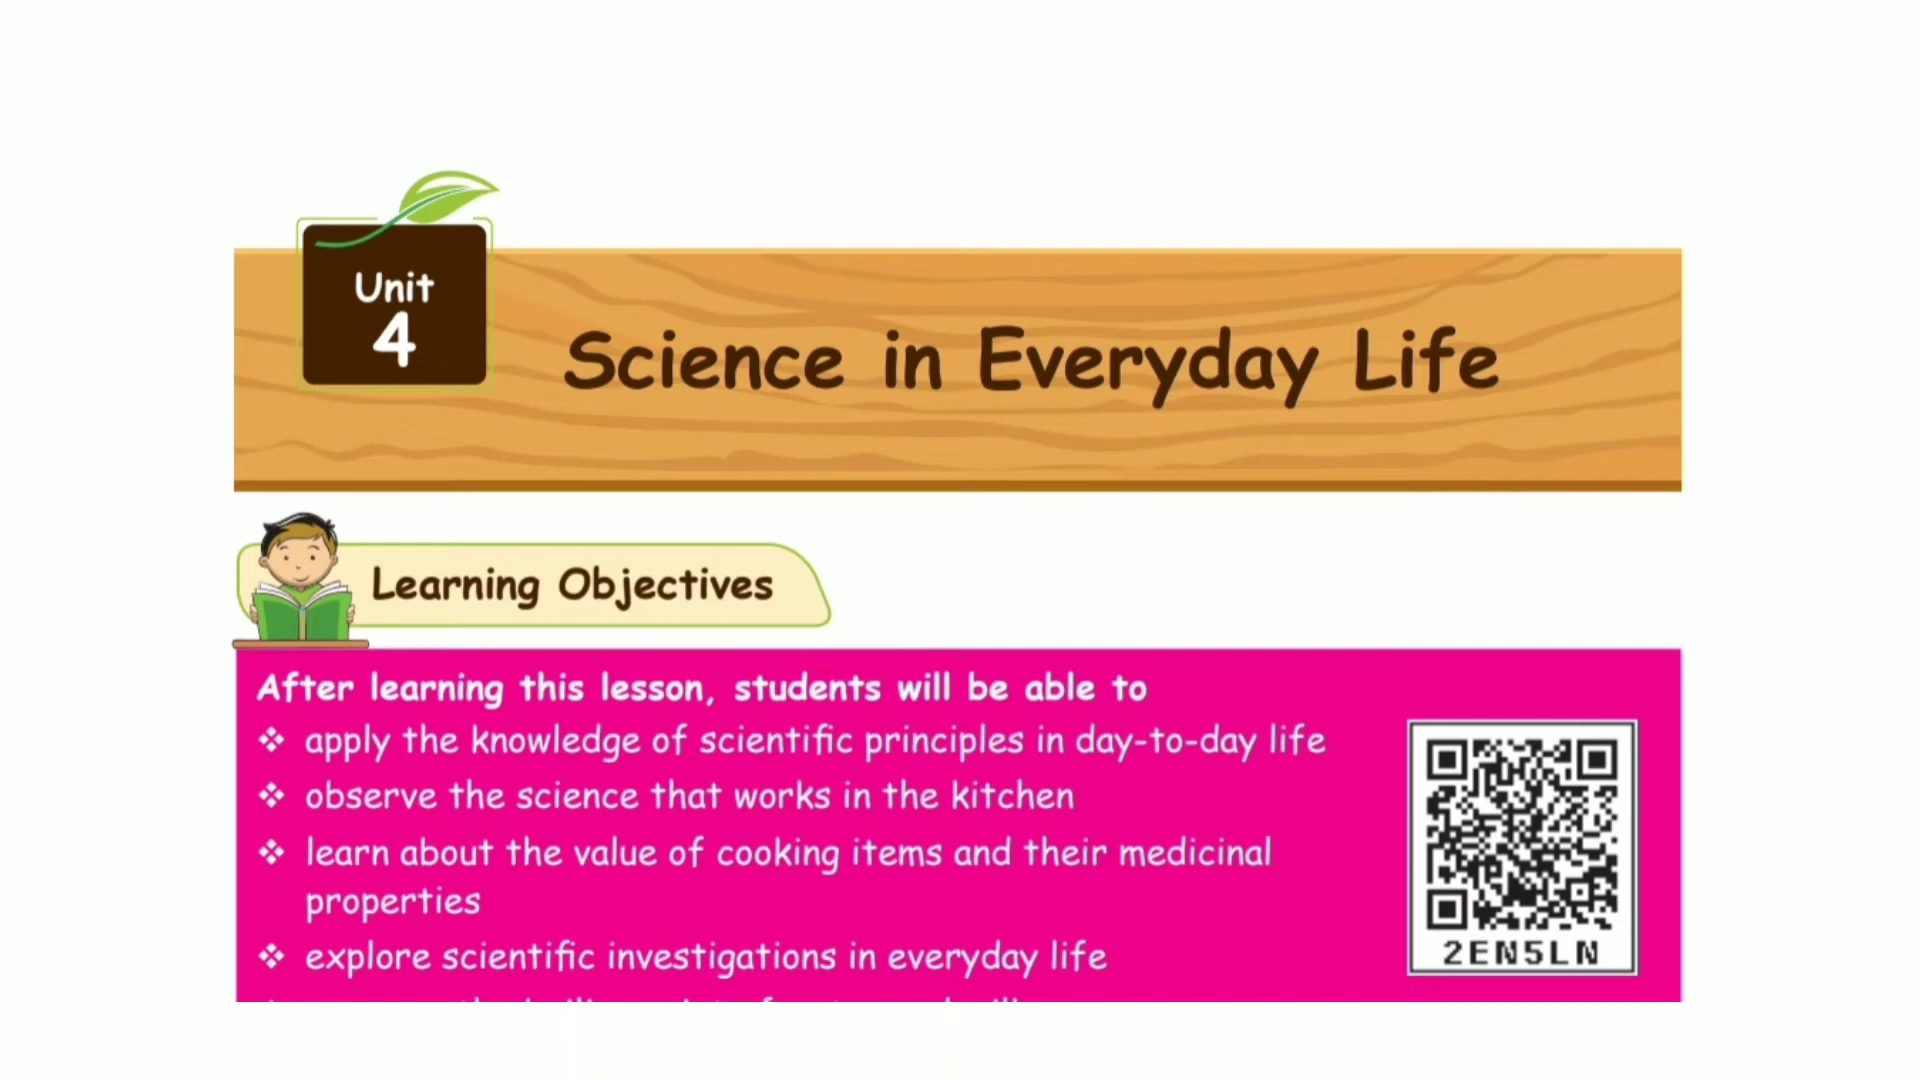 Unit
4
Science in Everyday Life
Learning Objectives
After learning this lesson, students will be able to
❖ apply the knowledge of scientific principles in day-to-day life
❖ observe the science that works in the kitchen
❖ learn about the value of cooking items and their medicinal
properties
❖ explore scientific investigations in everyday life
2EN5LN